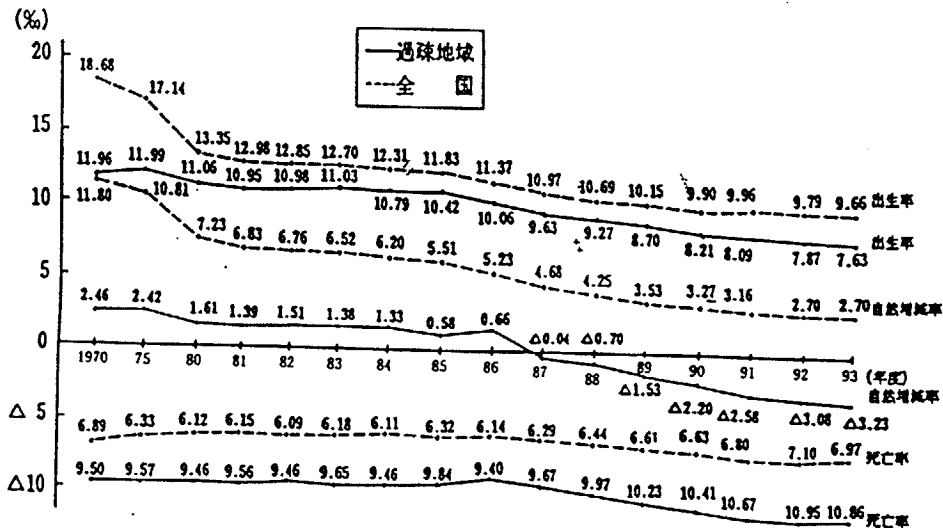 (‰)
過疎地域
全　国
20
18.68 17.14 13.35 12.98 12.85 12.70 12.31 11.83 11.37 10.97 10.69 10.15 9.90 9.96 9.79 9.66 出生率
15
11.96 11.99 11.06 10.95 10.98 11.03 10.79 10.42 10.06 9.63 9.27 8.70 8.21 8.09 7.87 7.63 出生率
10
11.80 10.81 7.23 6.83 6.76 6.52 6.20 5.51 5.23 4.68 4.25 3.53 3.27 3.16 2.70 2.70 自然増減率
5
2.46 2.42 1.61 1.39 1.51 1.38 1.33 0.58 0.66 △0.04 △0.70 △1.53 △2.20 △2.58 △3.08 △3.23 自然増減率
0
1970 75 80 81 82 83 84 85 86 87 88 89 90 91 92 93 (年度)
△ 5
6.89 6.33 6.12 6.15 6.09 6.18 6.11 6.32 6.14 6.29 6.44 6.61 6.63 6.80 7.10 6.97 死亡率
△10
9.50 9.57 9.46 9.56 9.46 9.65 9.46 9.84 9.40 9.67 9.97 10.23 10.41 10.67 10.95 10.86 死亡率